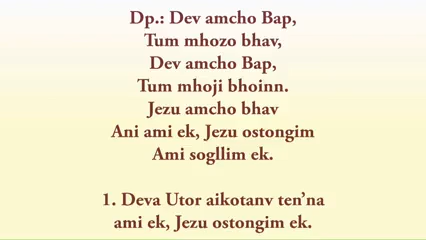 Dp.: Dev amcho Bap,
Tum mhozo bhav,
Dev amcho Bap,
Tum mhoji bhoinn.
Jezu amcho bhav
Ani ami ek, Jezu ostongim
Ami sogllim ek.
1. Deva Utor aikotanv ten’na
ami ek, Jezu ostongim ek.